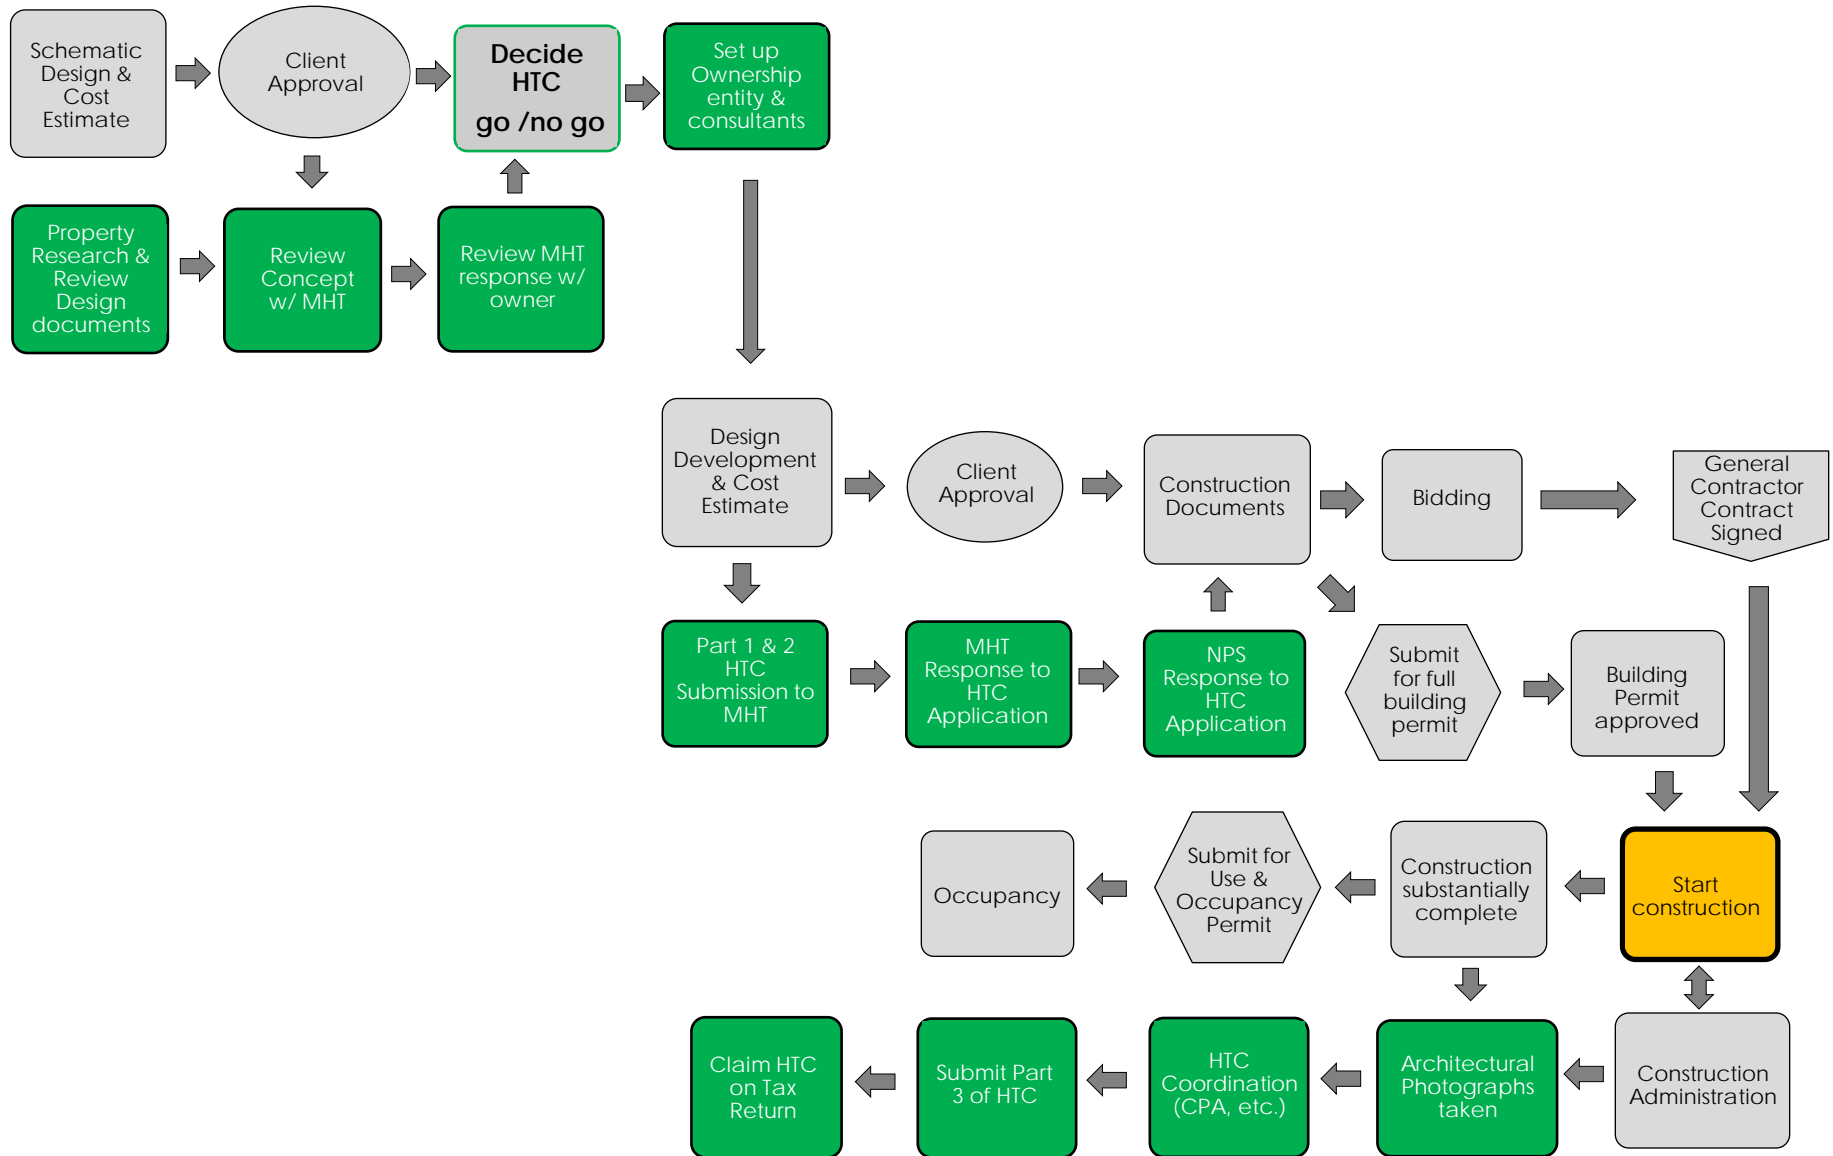 Schematic
Design &
Cost
Estimate
Client
Approval
Decide
HTC
go /no go
Set up
Ownership
entity &
consultants
Property
Research &
Review
Design
documents
Review
Concept
w/ MHT
Review MHT
response w/
owner
Design
Development
& Cost
Estimate
Client
Approval
Construction
Documents
Bidding
General
Contractor
Contract
Signed
Part 1 & 2
HTC
Submission to
MHT
MHT
Response to
HTC
Application
NPS
Response to
HTC
Application
Submit
for full
building
permit
Building
Permit
approved
Occupancy
Submit for
Use &
Occupancy
Permit
Construction
substantially
complete
Start
construction
Claim HTC
on Tax
Return
Submit Part
3 of HTC
HTC
Coordination
(CPA, etc.)
Architectural
Photographs
taken
Construction
Administration